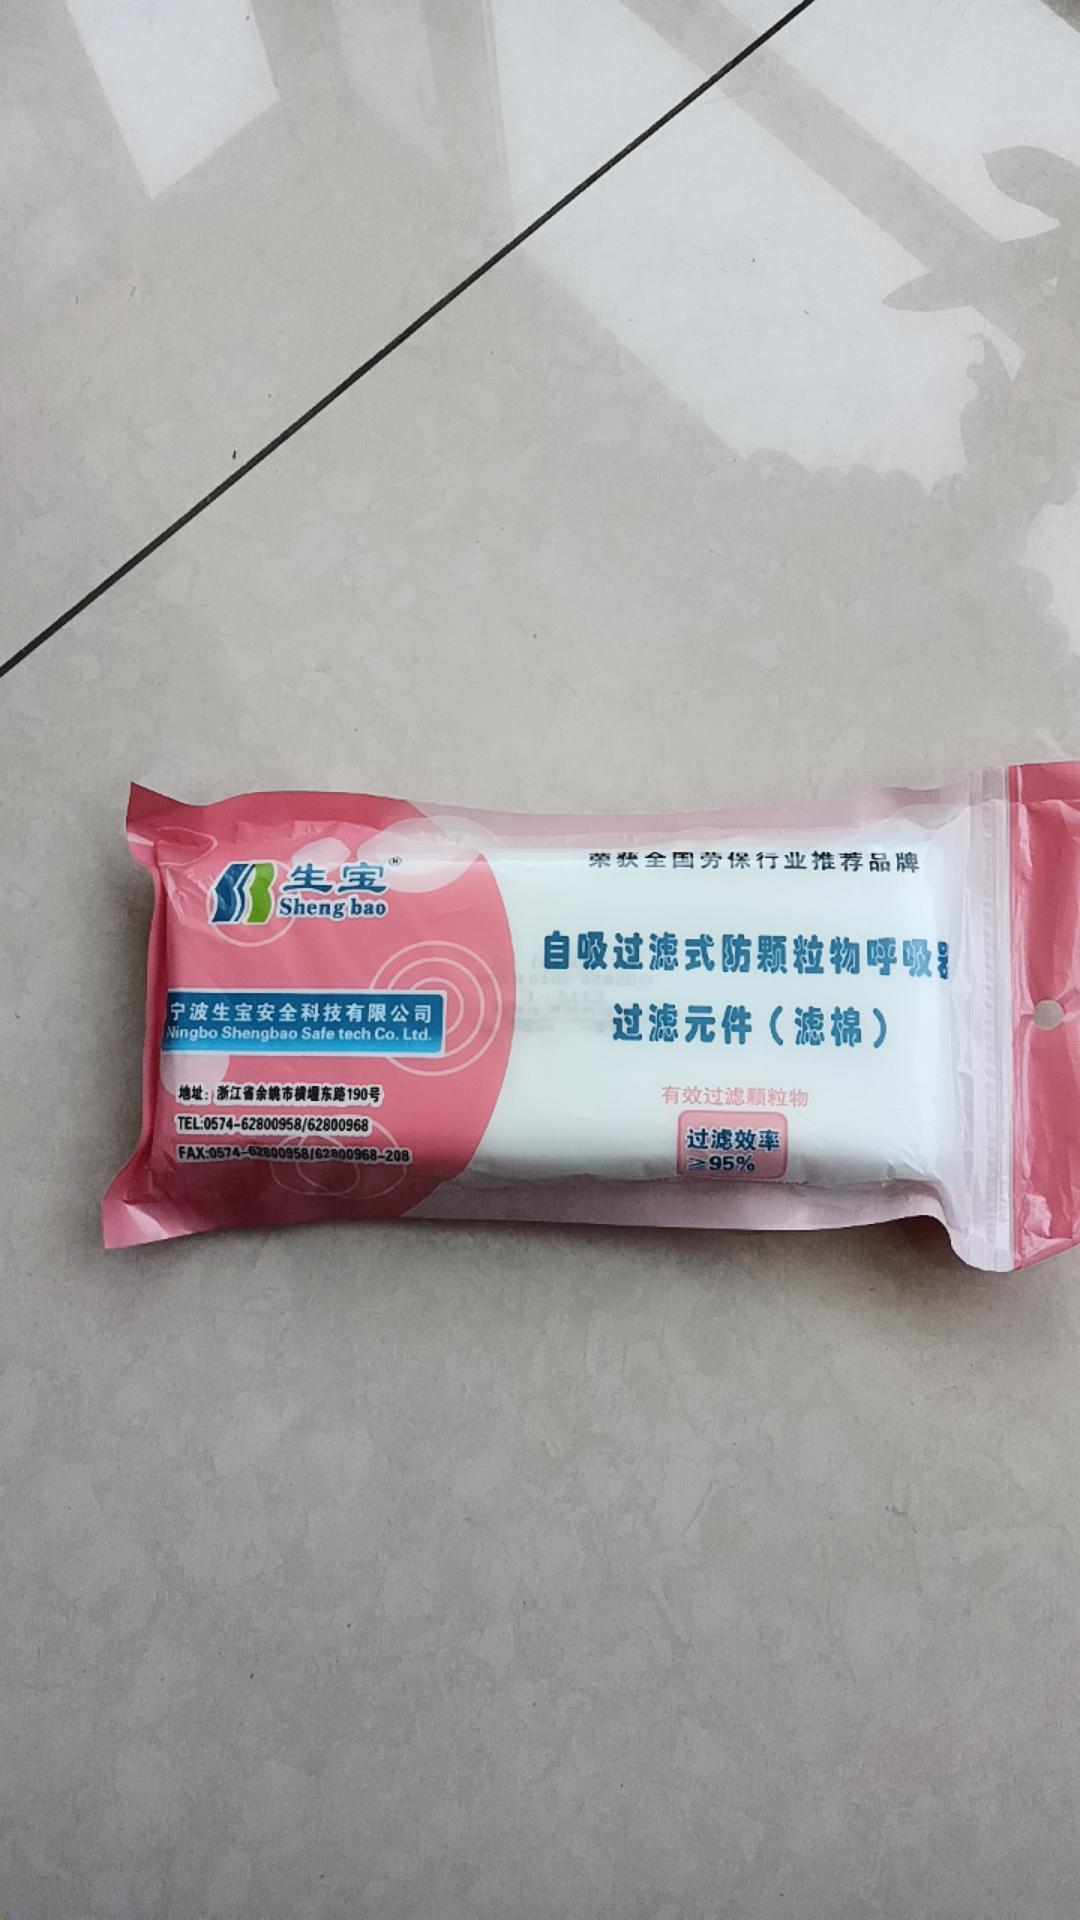 生宝®
Sheng bao
宁波生宝安全科技有限公司
Ningbo Shengbao Safe tech Co. Ltd.
地址：浙江省余姚市横堰东路190号
TEL:0574-62800958/62800968
FAX:0574-62800958/62800968-208
荣获全国劳保行业推荐品牌
自吸过滤式防颗粒物呼吸器
过滤元件（滤棉）
有效过滤颗粒物
过滤效率
≥95%